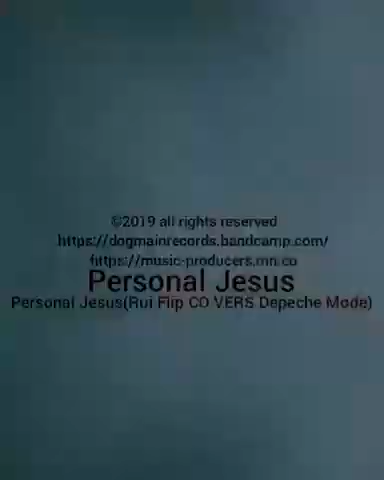 ©2019 all rights reserved
https://dogmainrecords.bandcamp.com/
https://music-producers.mn.co
Personal Jesus
Personal Jesus(Rui Flip CO VERS Depeche Mode)